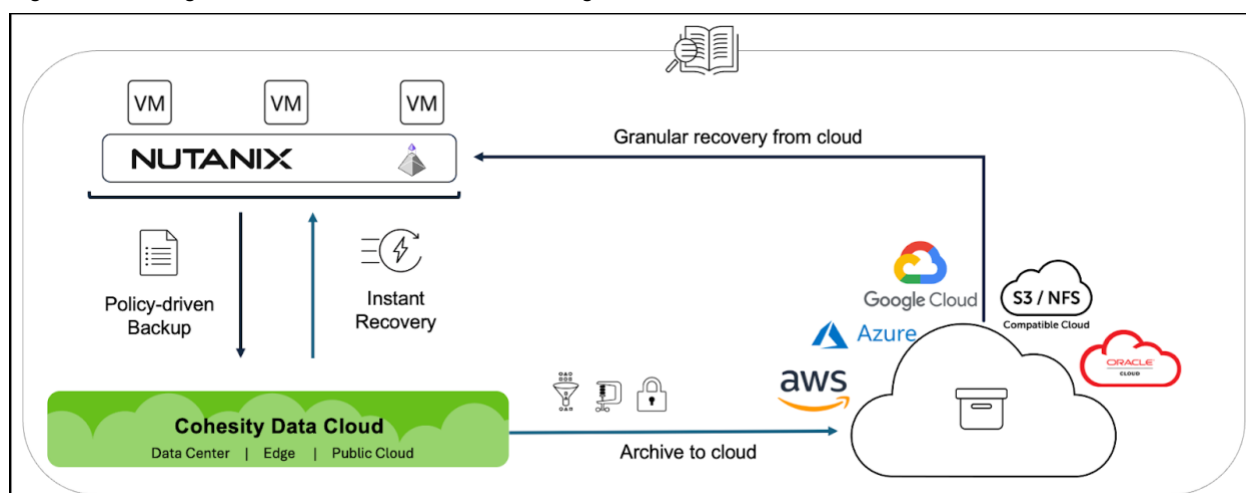 VM
VM
VM
NUTANIX
Granular recovery from cloud
Policy-driven
Backup
Instant
Recovery
Google Cloud
S3 / NFS
Compatible Cloud
Azure
ORACLE
CLOUD
aws
Cohesity Data Cloud
Data Center | Edge | Public Cloud
Archive to cloud